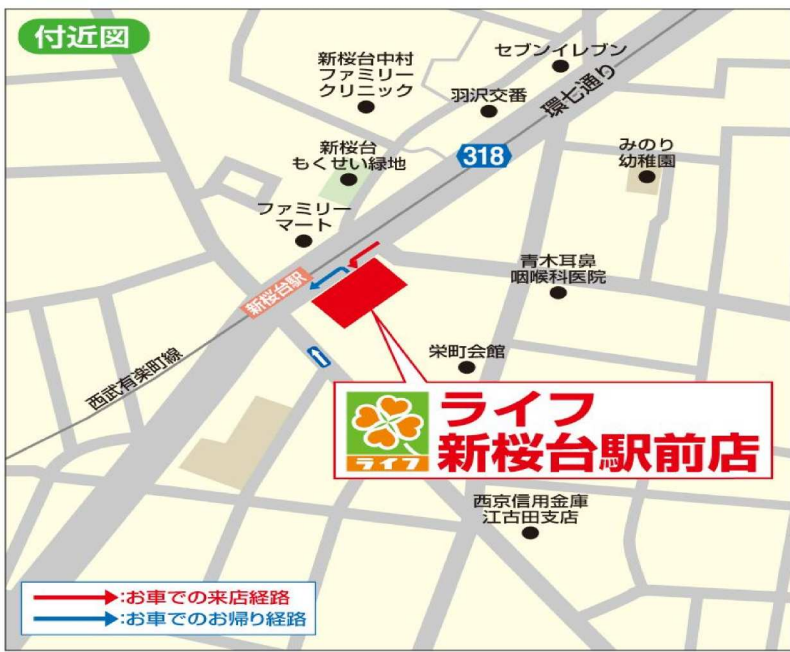 付近図
セブンイレブン
新桜台中村
ファミリー
クリニック
羽沢交番
環七通り
318
新桜台
もくせい緑地
みのり
幼稚園
ファミリー
マート
新桜台駅
青木耳鼻
咽喉科医院
西武有楽町線
栄町会館
ライフ
ライフ
新桜台駅前店
西京信用金庫
江古田支店
:お車での来店経路
:お車でのお帰り経路